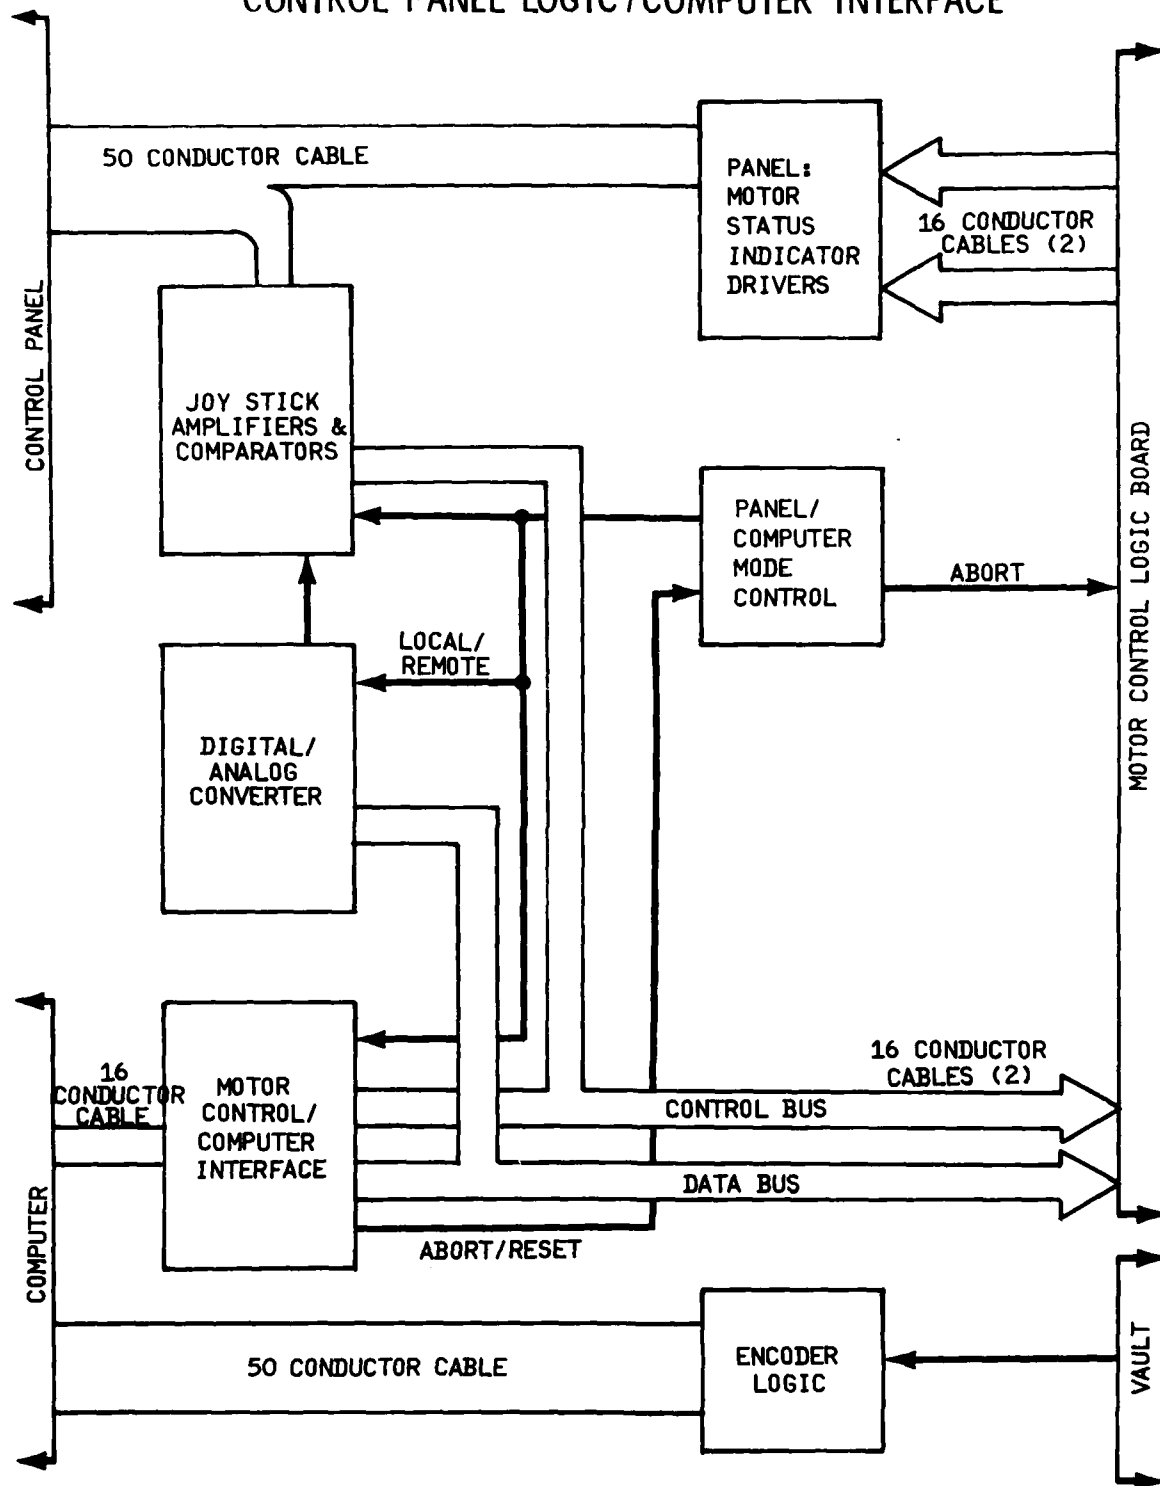 CONTROL PANEL LOGIC/COMPUTER INTERFACE
50 CONDUCTOR CABLE
PANEL:
MOTOR
STATUS
INDICATOR
DRIVERS
16 CONDUCTOR
CABLES (2)
CONTROL PANEL
JOY STICK
AMPLIFIERS &
COMPARATORS
PANEL/
COMPUTER
MODE
CONTROL
ABORT
MOTOR CONTROL LOGIC BOARD
LOCAL/
REMOTE
DIGITAL/
ANALOG
CONVERTER
16
CONDUCTOR
CABLE
MOTOR
CONTROL/
COMPUTER
INTERFACE
16 CONDUCTOR
CABLES (2)
CONTROL BUS
DATA BUS
ABORT/RESET
COMPUTER
50 CONDUCTOR CABLE
ENCODER
LOGIC
VAULT